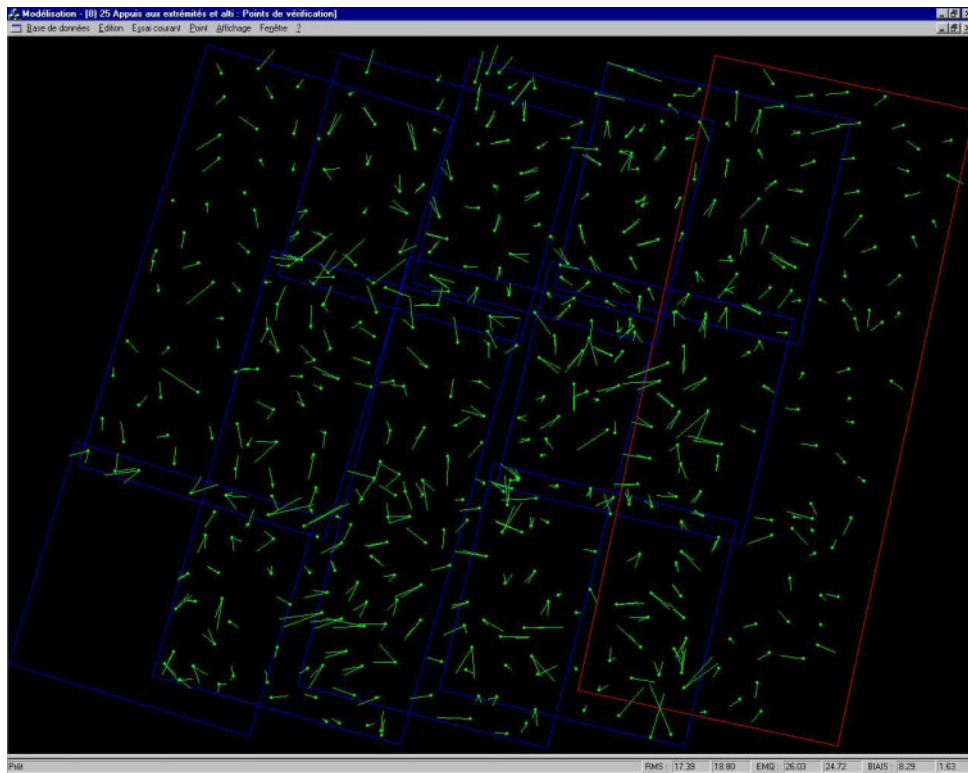 Modélisation - [(8) 25 Appuis aux extrémités et alti : Points de vérification]
Base de données Edition Essai courant Point Affichage Fenêtre ?
Prêt RMS : 17.39 18.80 EMQ : 26.03 24.72 BIAIS : 8.29 1.63